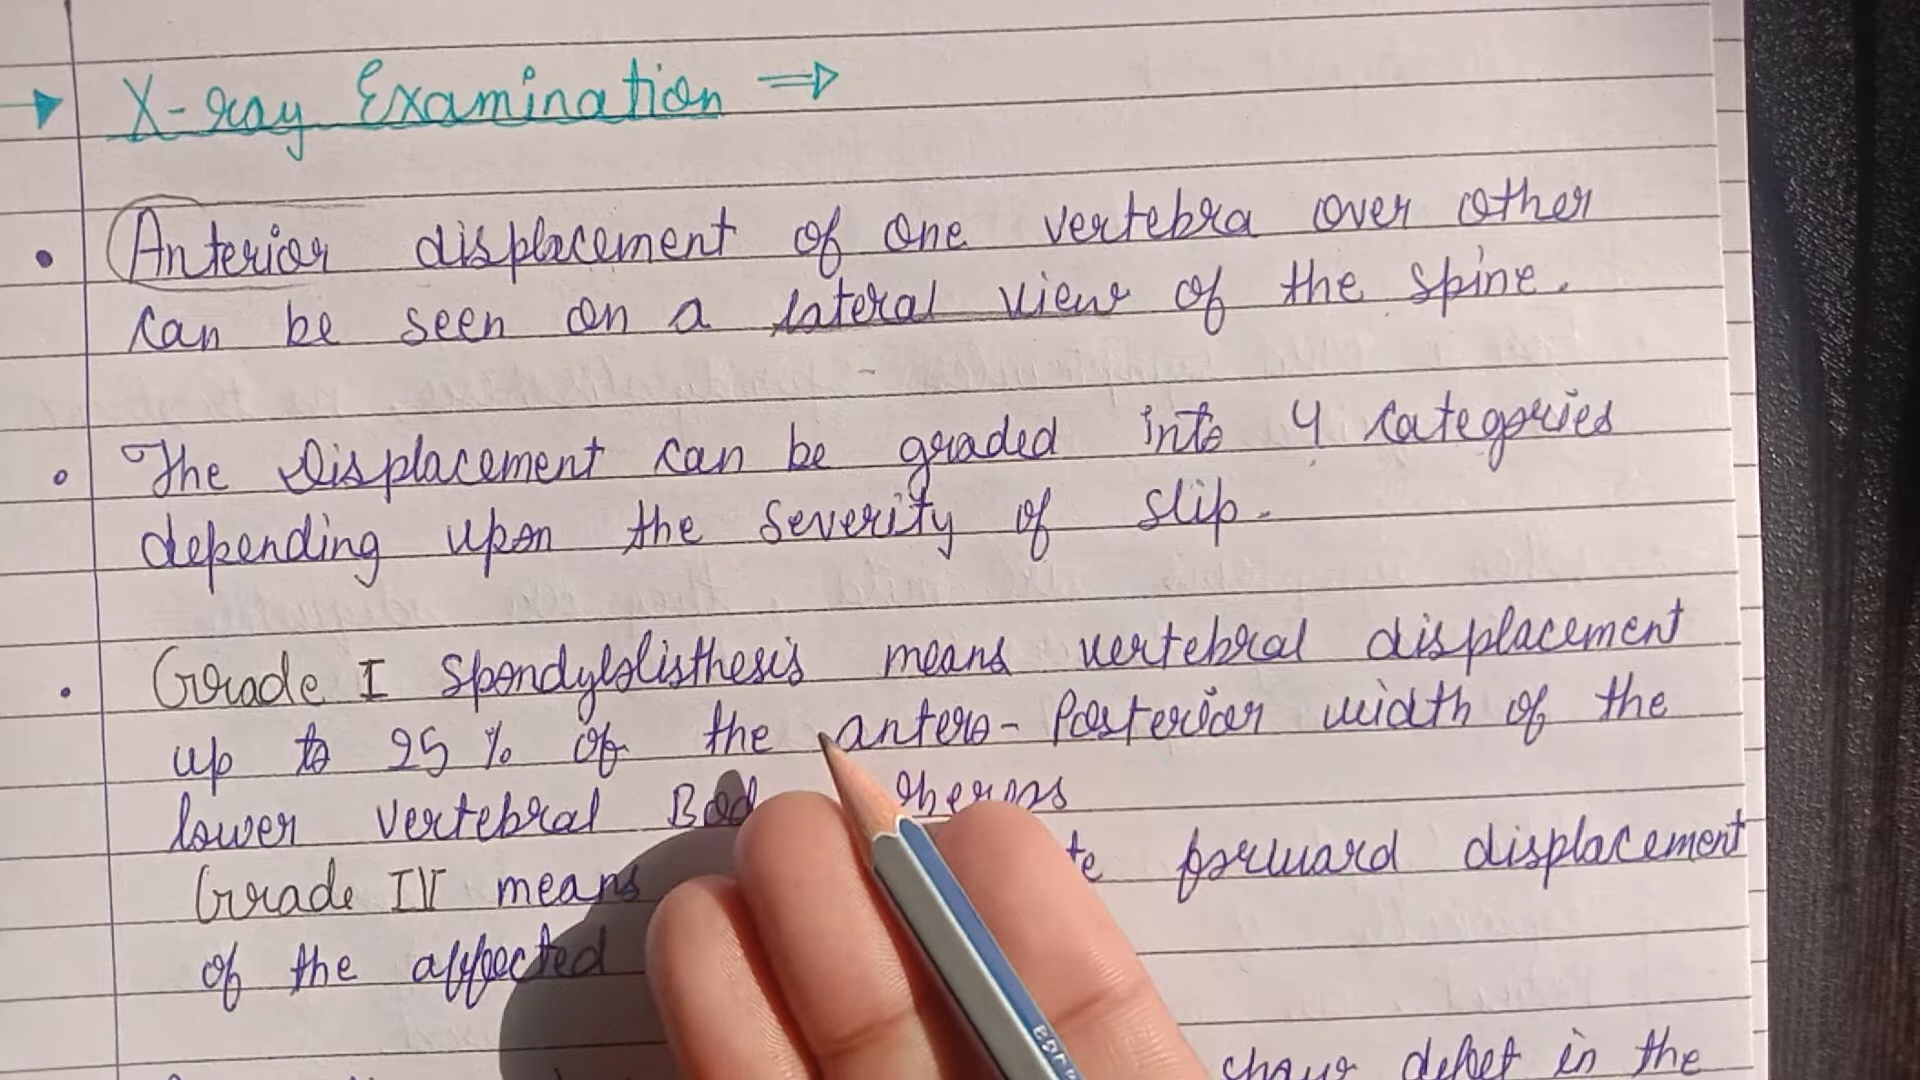 X-ray Examination ⇒
Anterior displacement of one vertebra over other
can be seen on a lateral view of the spine.
The Displacement can be graded into 4 categories
depending upon the severity of slip.
Grade I spondylolisthesis means vertebral displacement
up to 25% of the antero-Posterior width of the
lower vertebral
Grade IV means forward displacement
of the affected
in the